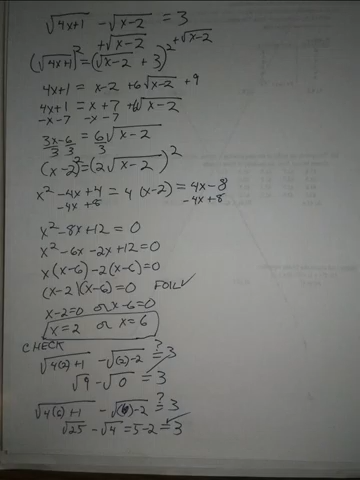 √4x+1 - √x-2 = 3
+√x-2 +√x-2
(√4x+1)² = (√x-2 + 3)²
4x+1 = x-2 + 6√x-2 + 9
4x+1 = x + 7 + 6√x-2
-x-7 -x-7
3x-6 = 6√x-2
3 3 3
(x-2)² = (2√x-2)²
x² - 4x + 4 = 4(x-2) = 4x-8
-4x+8 -4x+8
x² - 8x + 12 = 0
x² - 6x - 2x + 12 = 0
x(x-6) - 2(x-6) = 0
(x-2)(x-6) = 0 FOIL✓
x-2=0 or x-6=0
x=2 or x=6
CHECK
√4(2)+1 - √(2)-2 ?= 3
√9 - √0 = 3
√4(6)+1 - √(6)-2 ?= 3
√25 - √4 = 5-2 = 3